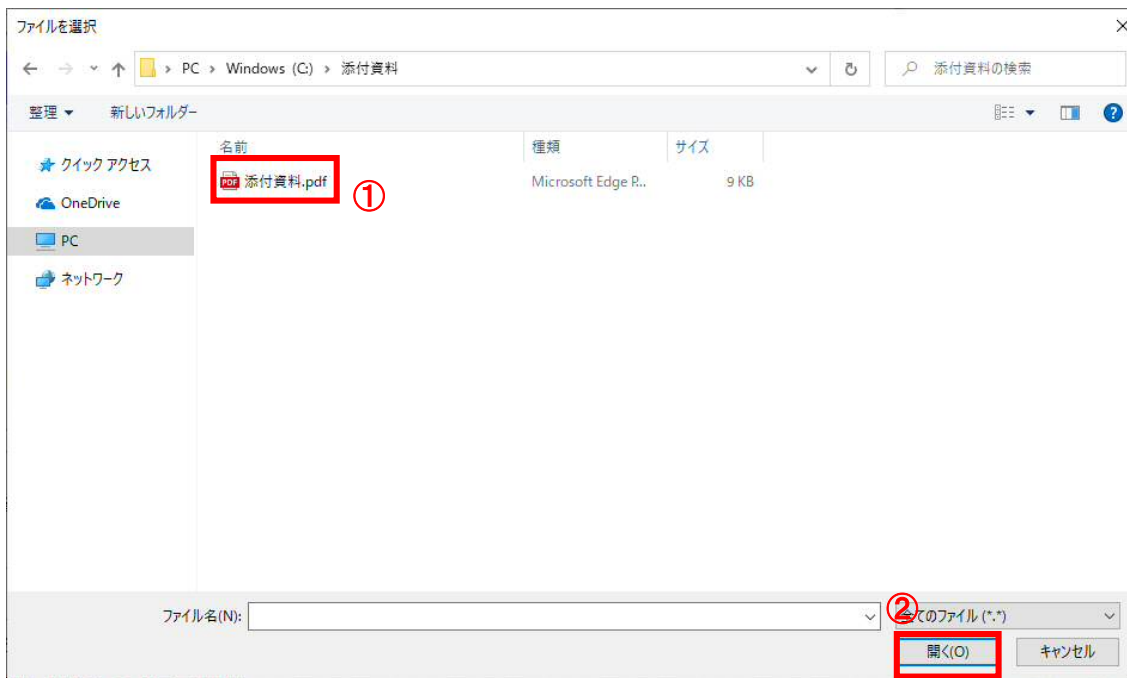 ファイルを選択
PC › Windows (C:) › 添付資料
添付資料の検索
整理 新しいフォルダー
名前 種類 サイズ
クイック アクセス
PDF 添付資料.pdf Microsoft Edge P... 9 KB
①
OneDrive
PC
ネットワーク
ファイル名(N):
② 全てのファイル (*.*)
開く(O) キャンセル